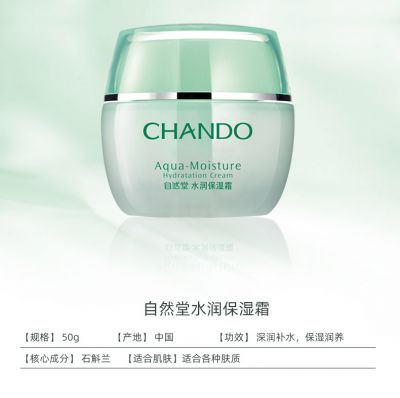 CHANDO
Aqua-Moisture
Hydratation Cream
自然堂 水润保湿霜
自然堂水润保湿霜
【规格】 50g 【产地】 中国 【功效】 深润补水，保湿润养
【核心成分】 石斛兰 【适合肌肤】 适合各种肤质